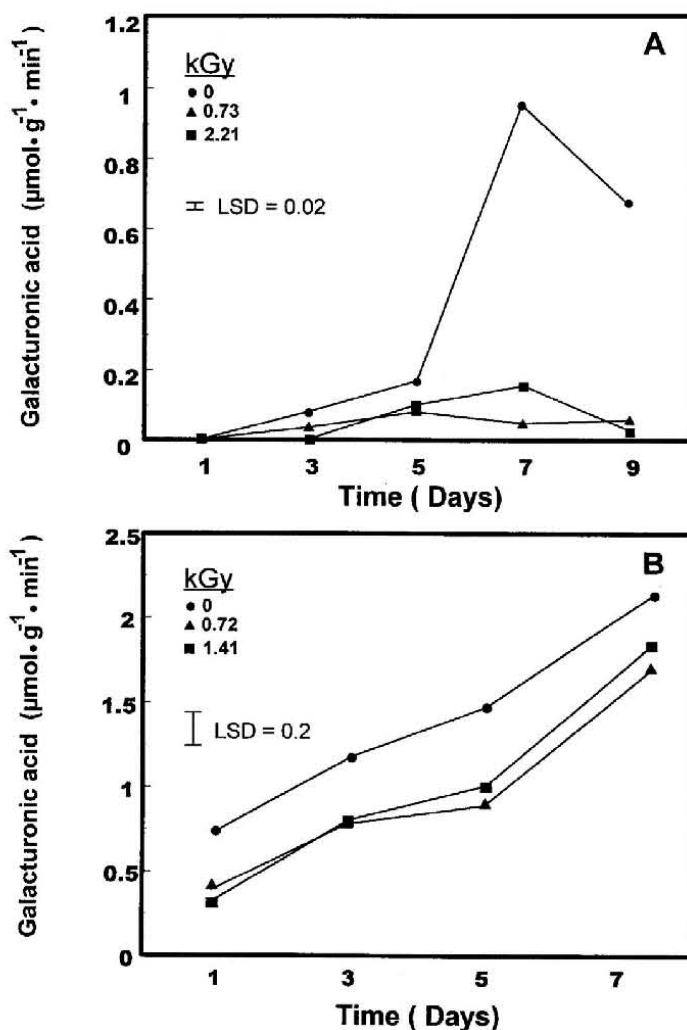 A
1.2
1
0.8
0.6
0.4
0.2
0
Galacturonic acid (µmol·g⁻¹·min⁻¹)
kGy
● 0
▲ 0.73
■ 2.21
LSD = 0.02
1 3 5 7 9
Time ( Days)
B
2.5
2
1.5
1
0.5
0
Galacturonic acid (µmol·g⁻¹·min⁻¹)
kGy
● 0
▲ 0.72
■ 1.41
LSD = 0.2
1 3 5 7
Time ( Days)